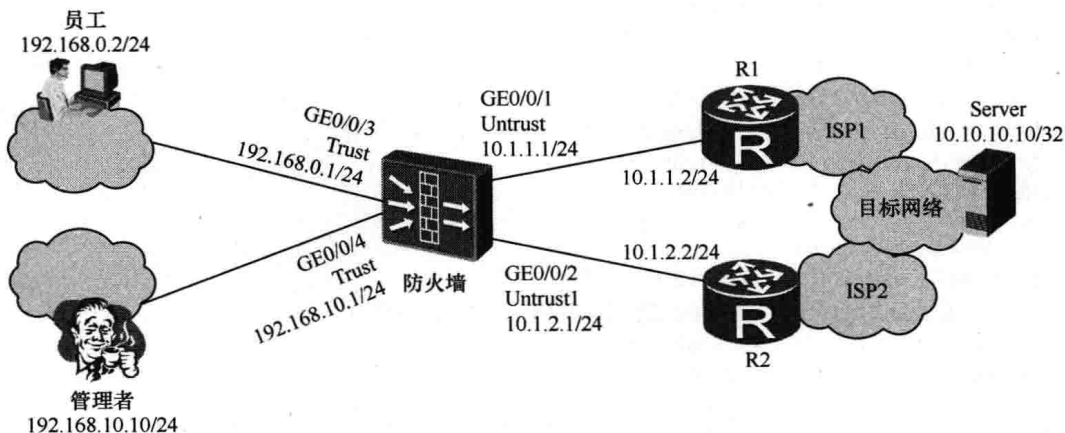 员工
192.168.0.2/24
GE0/0/3
Trust
192.168.0.1/24
GE0/0/1
Untrust
10.1.1.1/24
R1
R
ISP1
10.1.1.2/24
Server
10.10.10.10/32
目标网络
GE0/0/4
Trust
192.168.10.1/24
防火墙
GE0/0/2
Untrust1
10.1.2.1/24
10.1.2.2/24
R
ISP2
R2
管理者
192.168.10.10/24